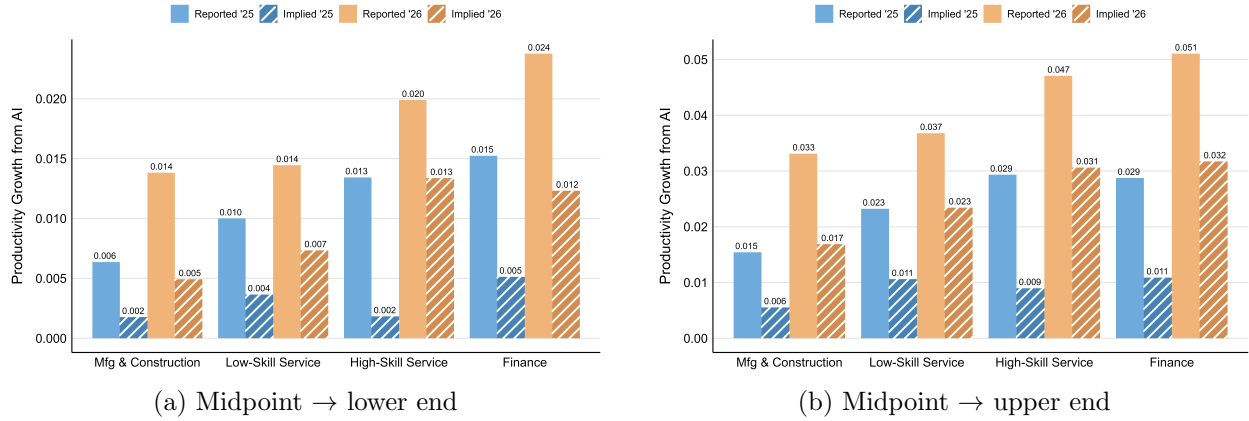 Reported '25 Implied '25 Reported '26 Implied '26
Productivity Growth from AI
0.020
0.015
0.010
0.005
0.000
0.006 0.002 0.014 0.005
0.010 0.004 0.014 0.007
0.013 0.002 0.020 0.013
0.015 0.005 0.024 0.012
Mfg & Construction Low-Skill Service High-Skill Service Finance
(a) Midpoint → lower end
Reported '25 Implied '25 Reported '26 Implied '26
Productivity Growth from AI
0.05
0.04
0.03
0.02
0.01
0.00
0.015 0.006 0.033 0.017
0.023 0.011 0.037 0.023
0.029 0.009 0.047 0.031
0.029 0.011 0.051 0.032
Mfg & Construction Low-Skill Service High-Skill Service Finance
(b) Midpoint → upper end